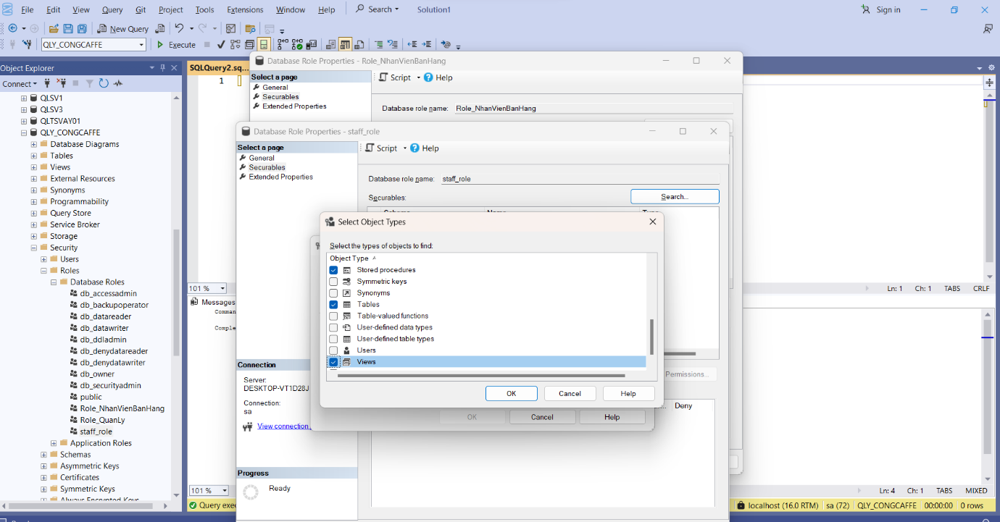 File Edit View Query Git Project Tools Extensions Window Help Search Solution1 Sign in
New Query
QLY_CONGCAFFE Execute
Object Explorer
Connect
QLSV1
QLSV3
QLTSVAY01
QLY_CONGCAFFE
Database Diagrams
Tables
Views
External Resources
Synonyms
Programmability
Query Store
Service Broker
Storage
Security
Users
Roles
Database Roles
db_accessadmin
db_backupoperator
db_datareader
db_datawriter
db_ddladmin
db_denydatareader
db_denydatawriter
db_owner
db_securityadmin
public
Role_NhanVienBanHang
Role_QuanLy
staff_role
Application Roles
Schemas
Asymmetric Keys
Certificates
Symmetric Keys
Always Encrypted Keys
SQLQuery2.sq...
1
101 %
Messages
Comman
Comple
101 %
Query exe
Database Role Properties - Role_NhanVienBanHang
Select a page
General
Securables
Extended Properties
Script Help
Database role name: Role_NhanVienBanHang
Database Role Properties - staff_role
Select a page
General
Securables
Extended Properties
Script Help
Database role name: staff_role
Securables:
Search...
Schema Name Type
Permissions...
Deny
Connection
Server:
DESKTOP-VT1D28J
Connection:
sa
View connection
Progress
Ready
OK Cancel Help
Select Object Types
Select the types of objects to find:
Object Type
Stored procedures
Symmetric keys
Synonyms
Tables
Table-valued functions
User-defined data types
User-defined table types
Users
Views
OK Cancel Help
Ln: 1 Ch: 1 TABS CRLF
Ln: 4 Ch: 1 TABS MIXED
localhost (16.0 RTM) sa (72) QLY_CONGCAFFE 00:00:00 0 rows